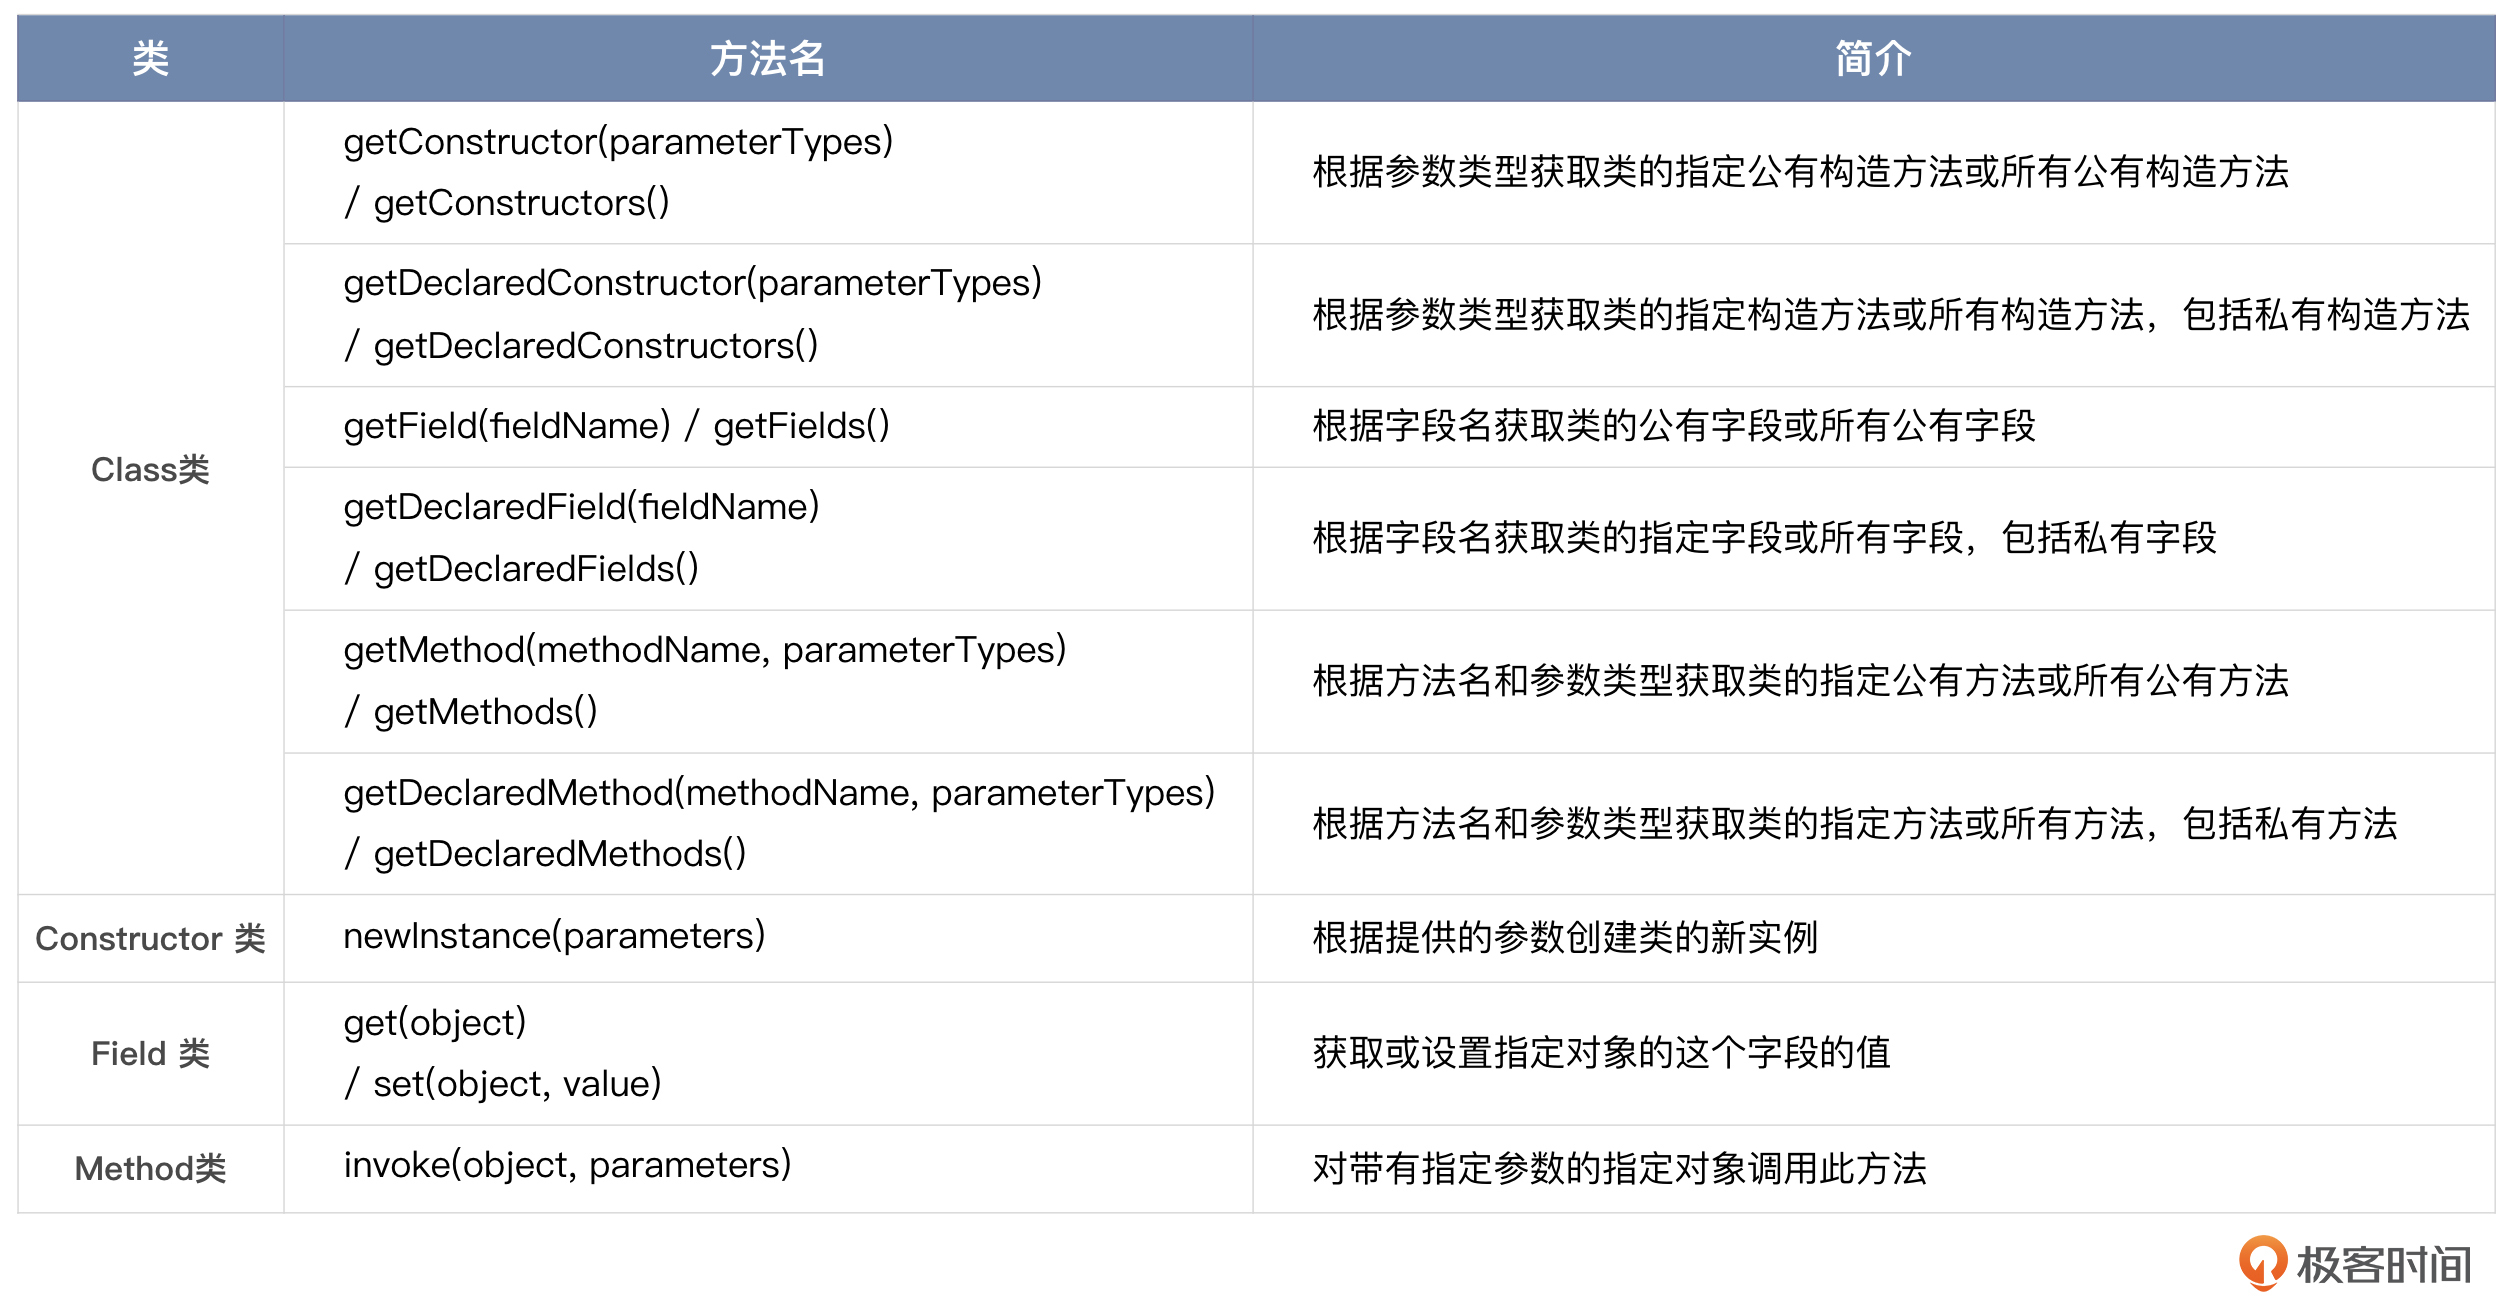 类 方法名 简介
Class类
getConstructor(parameterTypes)
/ getConstructors()
根据参数类型获取类的指定公有构造方法或所有公有构造方法
getDeclaredConstructor(parameterTypes)
/ getDeclaredConstructors()
根据参数类型获取类的指定构造方法或所有构造方法，包括私有构造方法
getField(fieldName) / getFields()
根据字段名获取类的公有字段或所有公有字段
getDeclaredField(fieldName)
/ getDeclaredFields()
根据字段名获取类的指定字段或所有字段，包括私有字段
getMethod(methodName, parameterTypes)
/ getMethods()
根据方法名和参数类型获取类的指定公有方法或所有公有方法
getDeclaredMethod(methodName, parameterTypes)
/ getDeclaredMethods()
根据方法名和参数类型获取类的指定方法或所有方法，包括私有方法
Constructor 类
newInstance(parameters)
根据提供的参数创建类的新实例
Field 类
get(object)
/ set(object, value)
获取或设置指定对象的这个字段的值
Method类
invoke(object, parameters)
对带有指定参数的指定对象调用此方法
极客时间